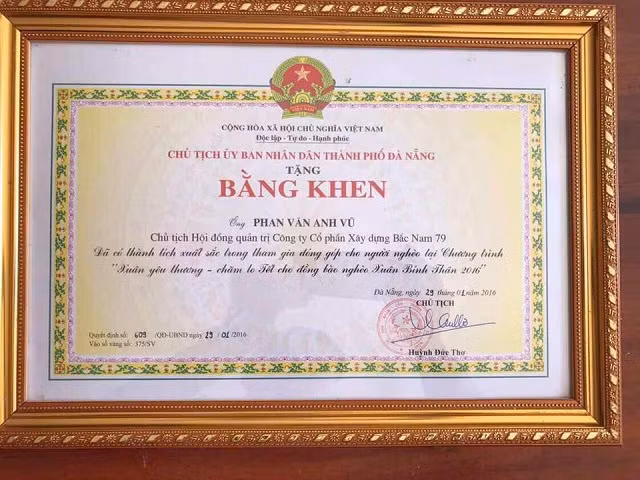 CỘNG HÒA XÃ HỘI CHỦ NGHĨA VIỆT NAM
Độc lập - Tự do - Hạnh phúc
CHỦ TỊCH ỦY BAN NHÂN DÂN THÀNH PHỐ ĐÀ NẴNG
TẶNG
BẰNG KHEN
Ông PHAN VĂN ANH VŨ
Chủ tịch Hội đồng quản trị Công ty Cổ phần Xây dựng Bắc Nam 79
Đã có thành tích xuất sắc trong tham gia đóng góp cho người nghèo tại Chương trình
"Xuân yêu thương - chăm lo Tết cho đồng bào nghèo Xuân Bính Thân 2016"
Đà Nẵng, ngày 29 tháng 01 năm 2016
CHỦ TỊCH
Quyết định số: 609 /QĐ-UBND ngày 29 / 01 /2016
Vào sổ vàng số: 375/SV
Huỳnh Đức Thơ